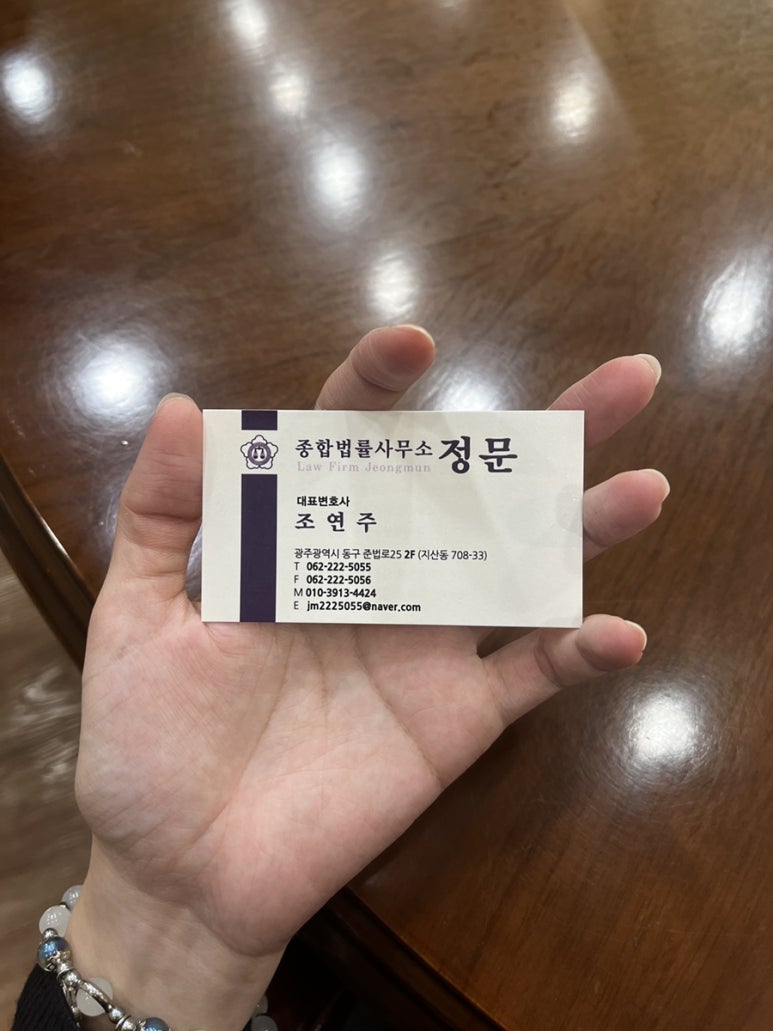 종합법률사무소 정문
Law Firm Jeongmun
대표변호사
조연주
광주광역시 동구 준법로25 2F (지산동 708-33)
T 062-222-5055
F 062-222-5056
M 010-3913-4424
E jm2225055@naver.com